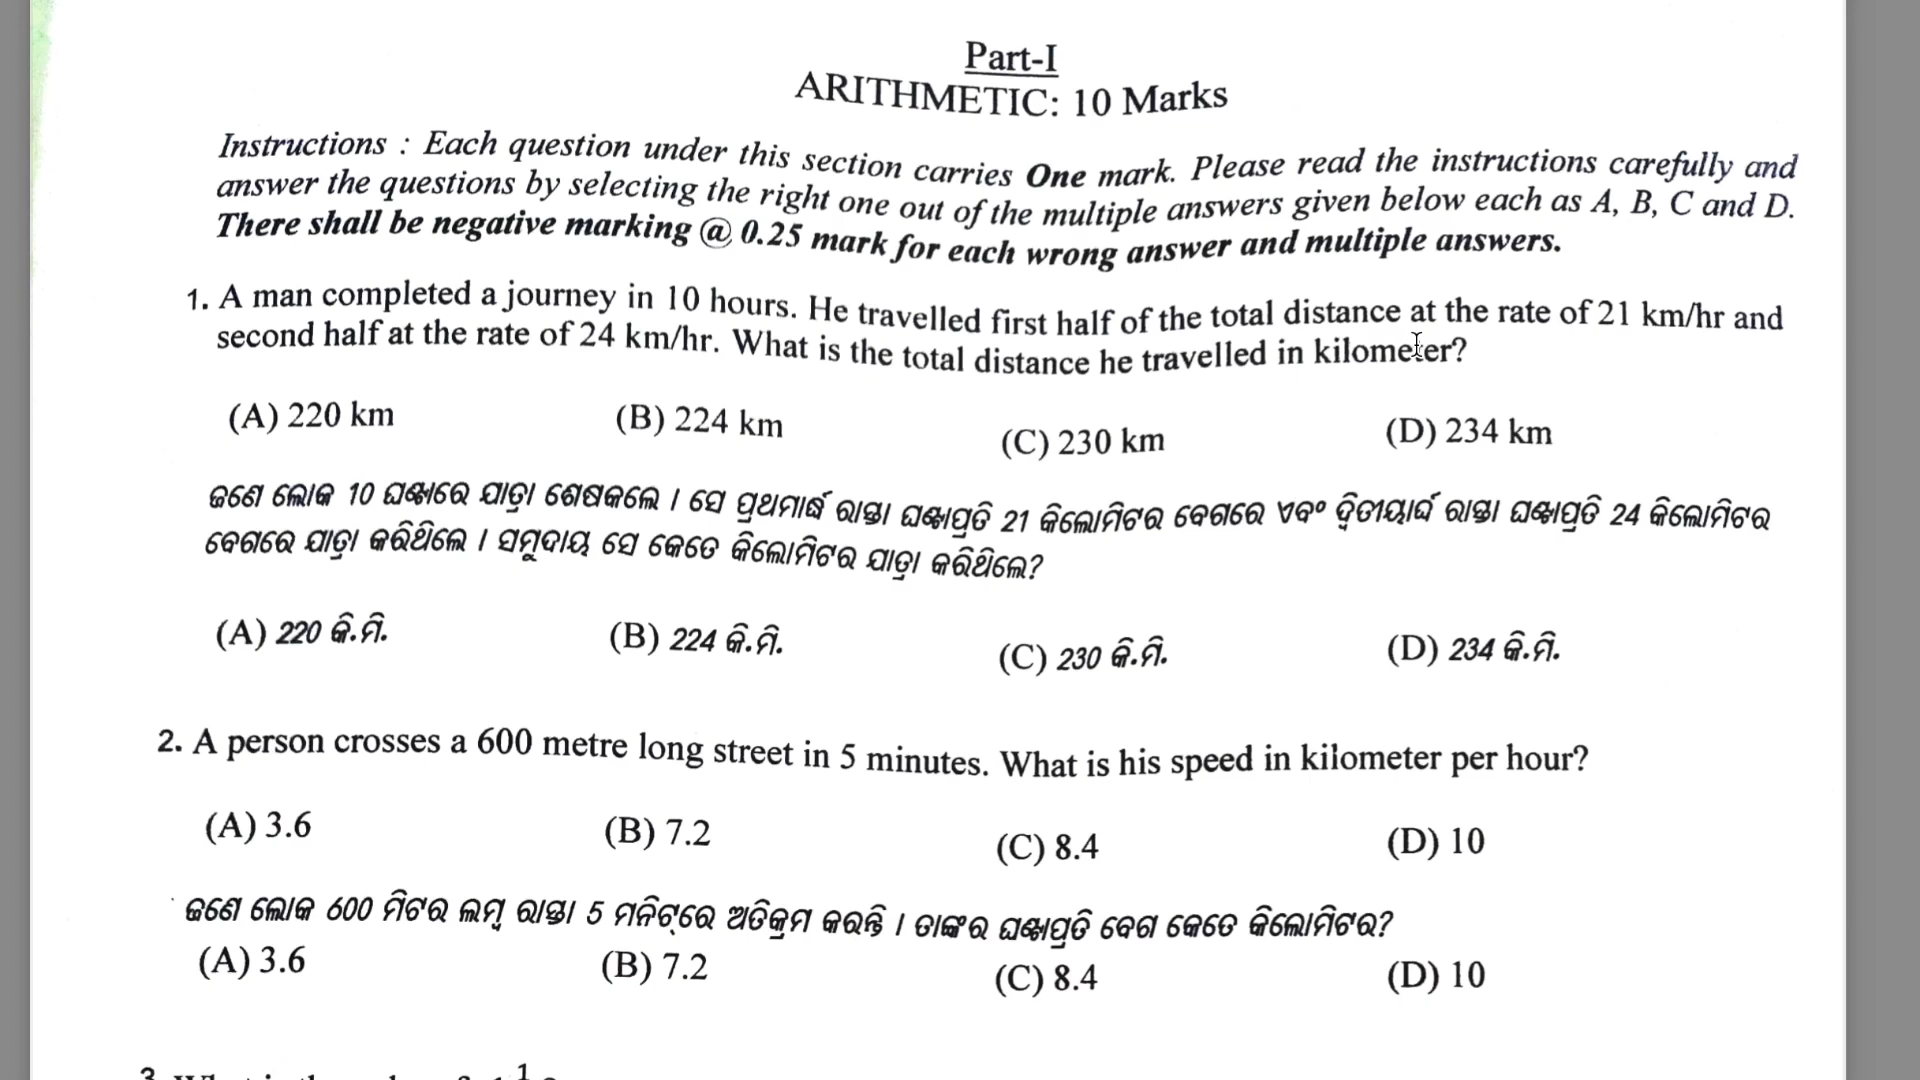 Part-I
ARITHMETIC: 10 Marks
Instructions : Each question under this section carries One mark. Please read the instructions carefully and
answer the questions by selecting the right one out of the multiple answers given below each as A, B, C and D.
There shall be negative marking @ 0.25 mark for each wrong answer and multiple answers.
1. A man completed a journey in 10 hours. He travelled first half of the total distance at the rate of 21 km/hr and
second half at the rate of 24 km/hr. What is the total distance he travelled in kilometer?
(A) 220 km (B) 224 km (C) 230 km (D) 234 km
ଜଣେ ଲୋକ 10 ଘଣ୍ଟାରେ ଯାତ୍ରା ଶେଷକଲେ । ସେ ପ୍ରଥମାର୍ଦ୍ଧ ରାସ୍ତା ଘଣ୍ଟାପ୍ରତି 21 କିଲୋମିଟର ବେଗରେ ଏବଂ ଦ୍ୱିତୀୟାର୍ଦ୍ଧ ରାସ୍ତା ଘଣ୍ଟାପ୍ରତି 24 କିଲୋମିଟର
ବେଗରେ ଯାତ୍ରା କରିଥିଲେ । ସମୁଦାୟ ସେ କେତେ କିଲୋମିଟର ଯାତ୍ରା କରିଥିଲେ?
(A) 220 କି.ମି. (B) 224 କି.ମି. (C) 230 କି.ମି. (D) 234 କି.ମି.
2. A person crosses a 600 metre long street in 5 minutes. What is his speed in kilometer per hour?
(A) 3.6 (B) 7.2 (C) 8.4 (D) 10
ଜଣେ ଲୋକ 600 ମିଟର ଲମ୍ବ ରାସ୍ତା 5 ମନିଟ୍‌ରେ ଅତିକ୍ରମ କରନ୍ତି । ତାଙ୍କର ଘଣ୍ଟାପ୍ରତି ବେଗ କେତେ କିଲୋମିଟର?
(A) 3.6 (B) 7.2 (C) 8.4 (D) 10